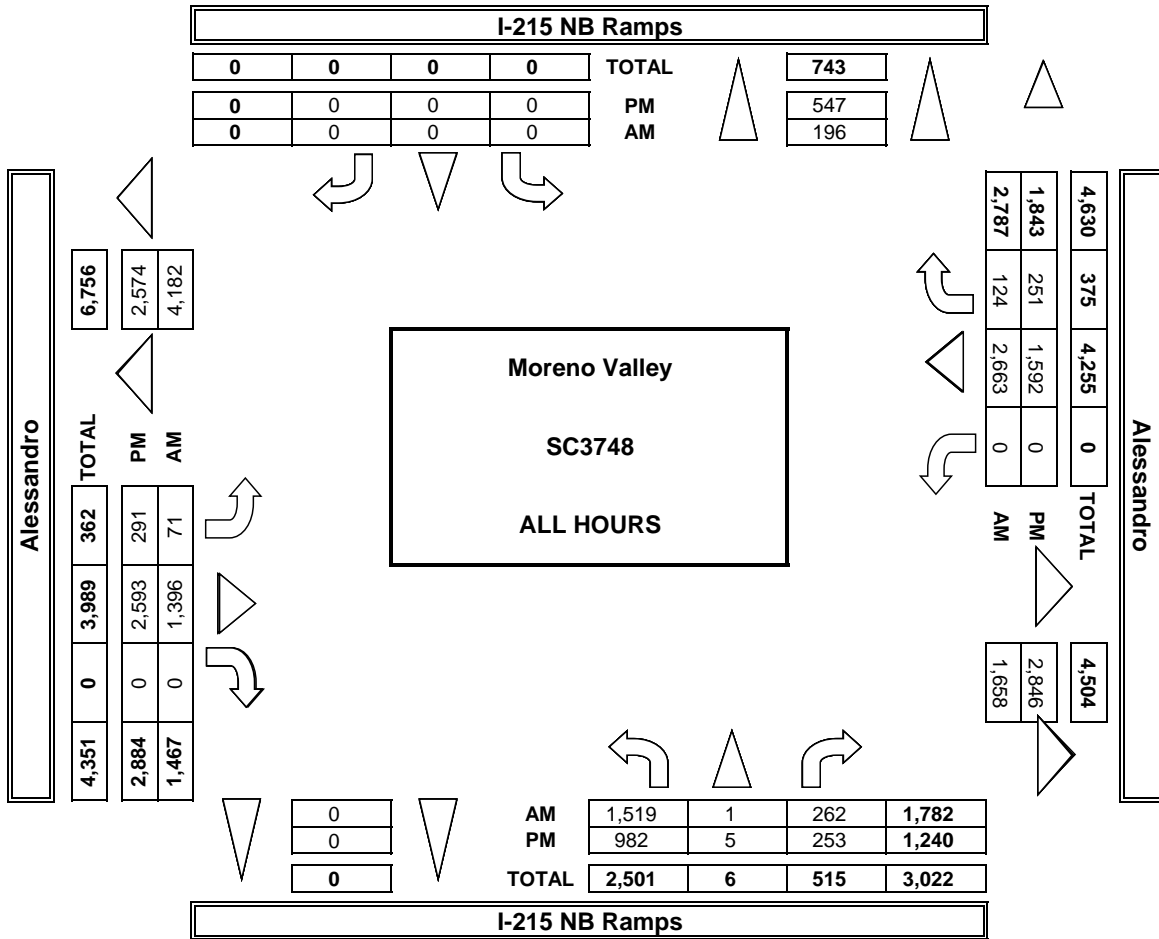 I-215 NB Ramps
0 0 0 0 TOTAL 743
0 0 0 0 PM 547
0 0 0 0 AM 196
Alessandro
6,756
2,574
4,182
TOTAL 362 3,989 0 4,351
PM 291 2,593 0 2,884
AM 71 1,396 0 1,467
Moreno Valley
SC3748
ALL HOURS
4,630 375 4,255 0 TOTAL 4,504
1,843 251 1,592 0 PM 2,846
2,787 124 2,663 0 AM 1,658
Alessandro
0 AM 1,519 1 262 1,782
0 PM 982 5 253 1,240
0 TOTAL 2,501 6 515 3,022
I-215 NB Ramps